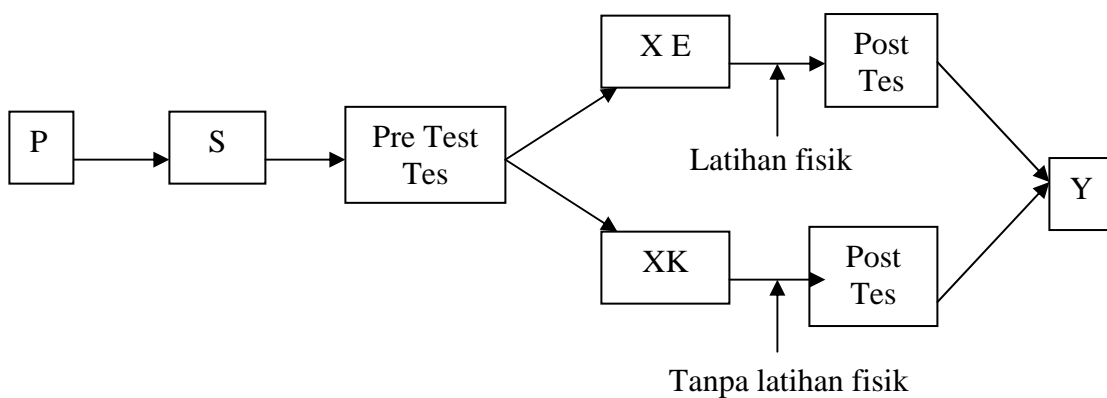 P
S
Pre Test
Tes
X E
Post
Tes
Latihan fisik
Y
XK
Post
Tes
Tanpa latihan fisik